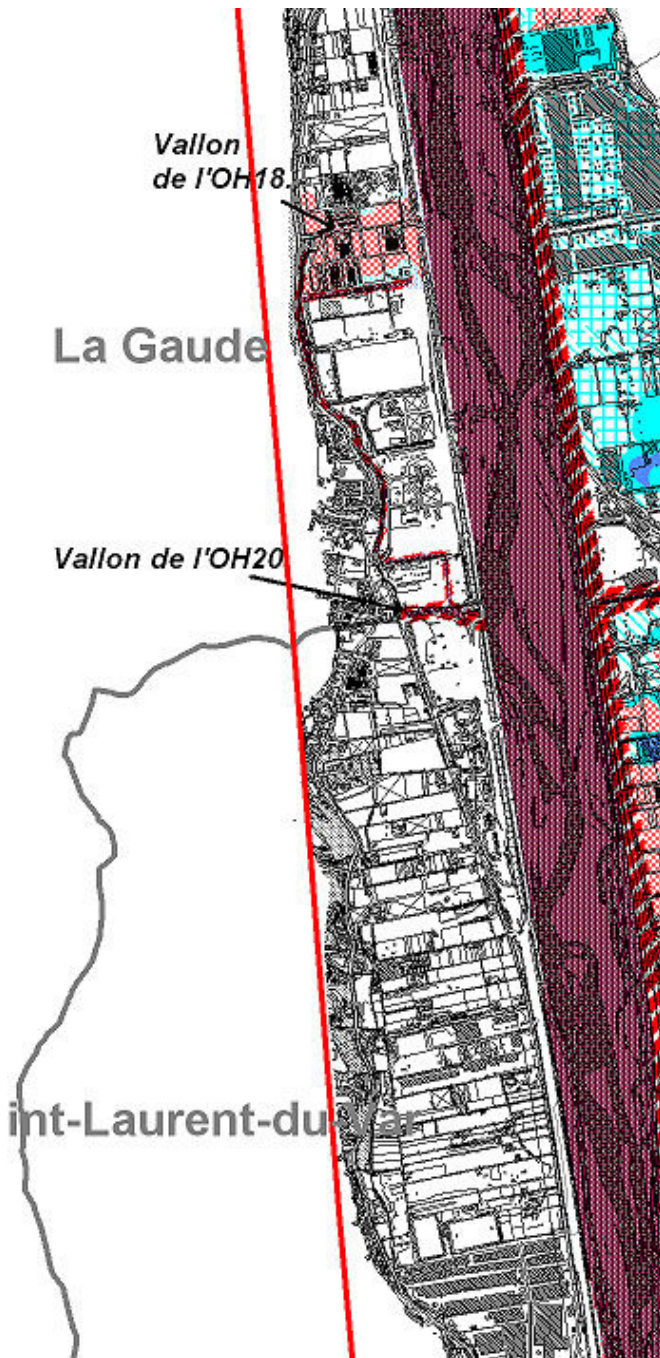 Vallon
de l'OH18.
La Gaude
Vallon de l'OH20
int-Laurent-du-Var